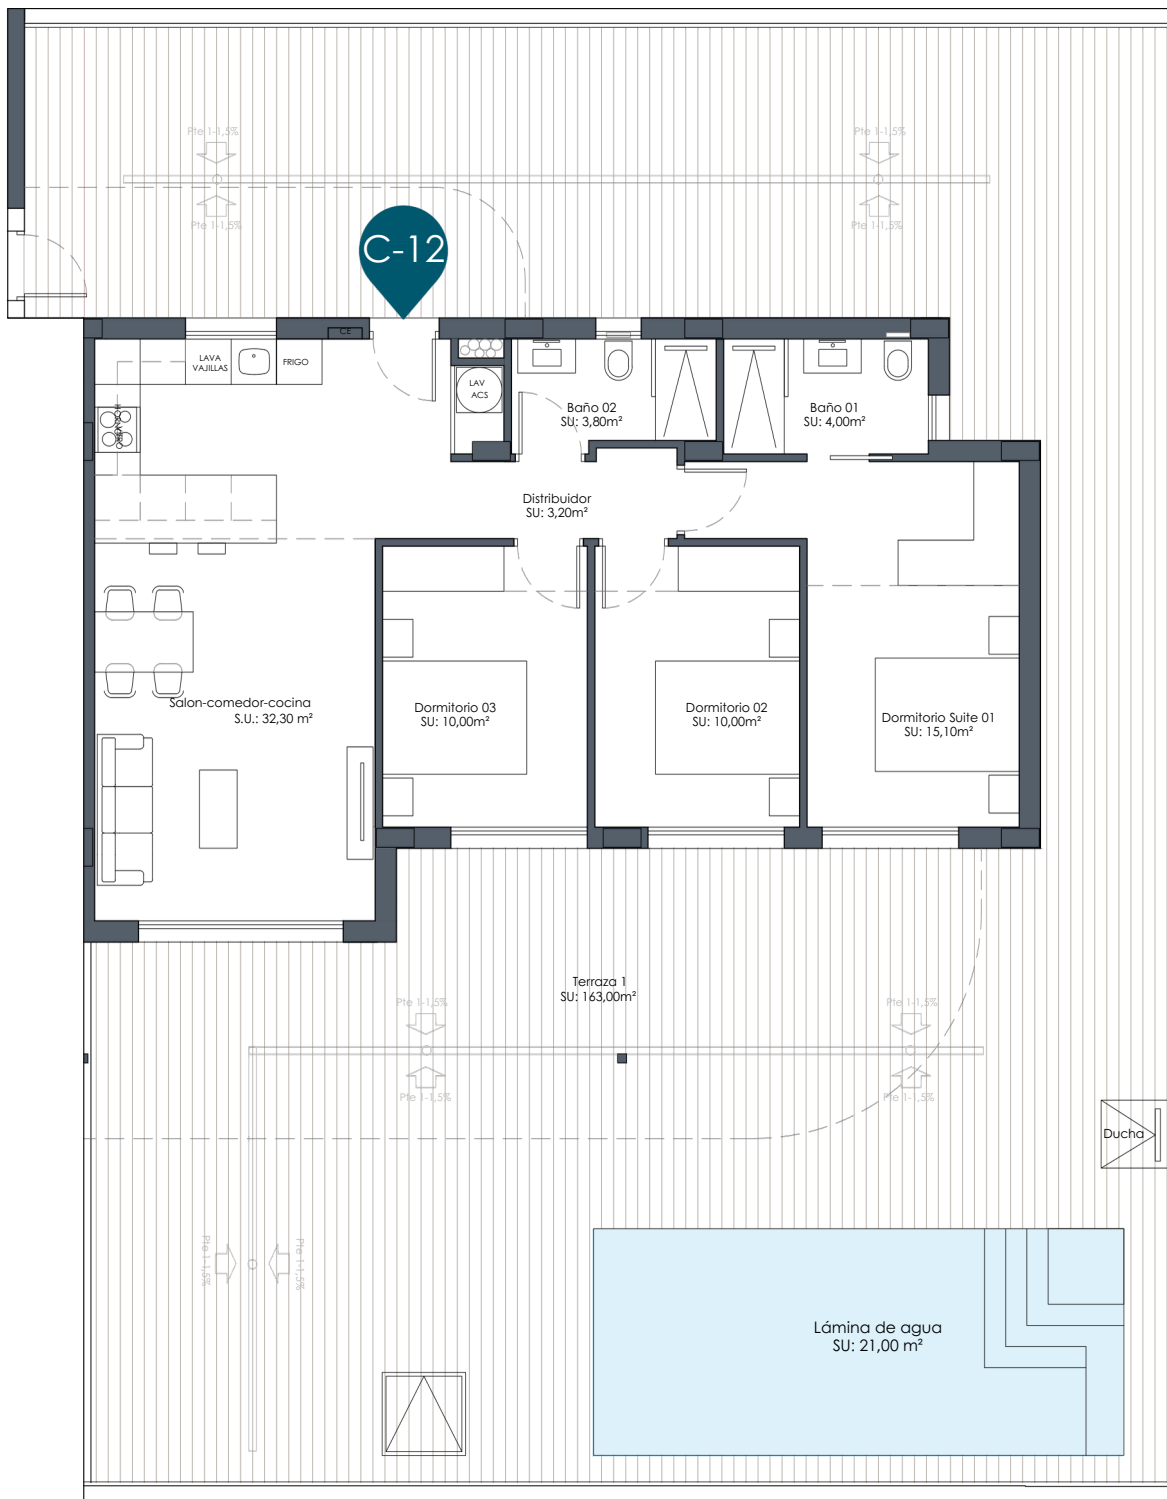 Pte 1-1,5%
Pte 1-1,5%
Pte 1-1,5%
Pte 1-1,5%
C-12
CE
LAVA
VAJILLAS
FRIGO
LAV
ACS
Baño 02
SU: 3,80m²
Baño 01
SU: 4,00m²
Distribuidor
SU: 3,20m²
Salon-comedor-cocina
S.U.: 32,30 m²
Dormitorio 03
SU: 10,00m²
Dormitorio 02
SU: 10,00m²
Dormitorio Suite 01
SU: 15,10m²
Terraza 1
SU: 163,00m²
Pte 1-1,5%
Pte 1-1,5%
Pte 1-1,5%
Pte 1-1,5%
Ducha
Pte 1-1,5%
Pte 1-1,5%
Lámina de agua
SU: 21,00 m²